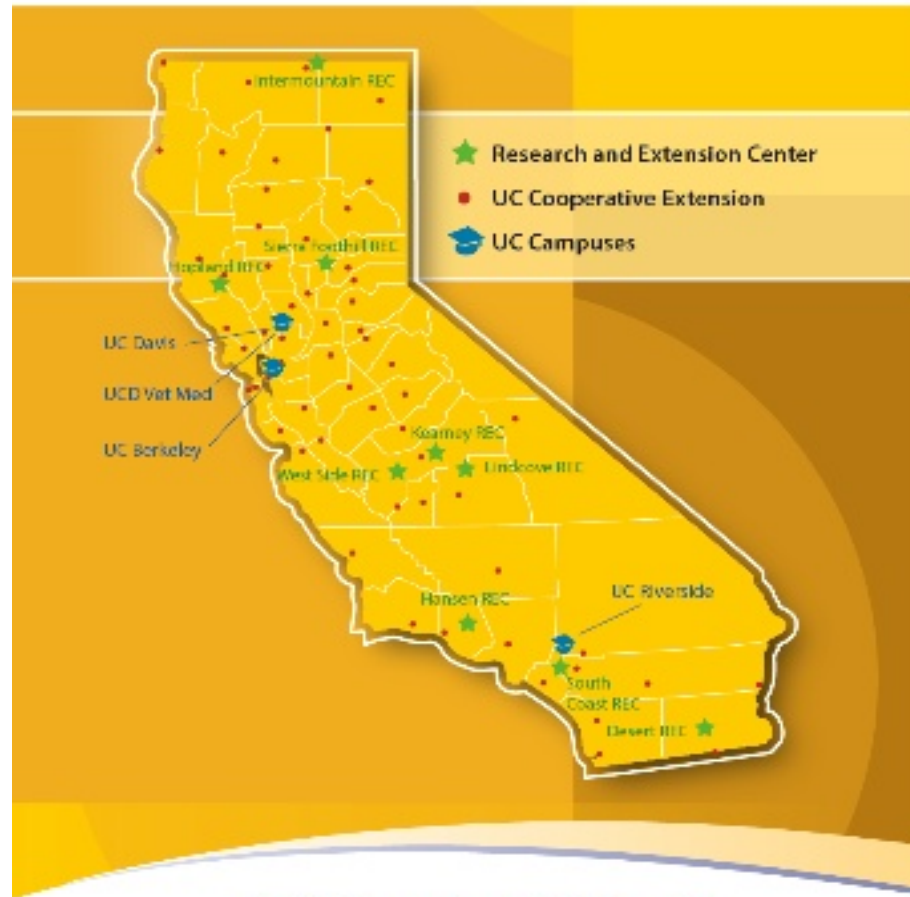 Intermountain REC
Research and Extension Center
UC Cooperative Extension
UC Campuses
Sierra Foothill REC
Hopland REC
UC Davis
UCD Vet Med
UC Berkeley
Kearney REC
West Side REC
Lindcove REC
UC Riverside
Hansen REC
South
Coast REC
Desert REC